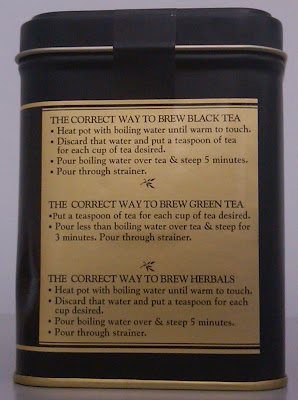 THE CORRECT WAY TO BREW BLACK TEA
• Heat pot with boiling water until warm to touch.
• Discard that water and put a teaspoon of tea
for each cup of tea desired.
• Pour boiling water over tea & steep 5 minutes.
• Pour through strainer.
THE CORRECT WAY TO BREW GREEN TEA
•Put a teaspoon of tea for each cup of tea desired.
•Pour less than boiling water over tea & steep for
3 minutes. Pour through strainer.
THE CORRECT WAY TO BREW HERBALS
• Heat pot with boiling water until warm to touch.
• Discard that water and put a teaspoon for each
cup desired.
• Pour boiling water over & steep 5 minutes.
• Pour through strainer.